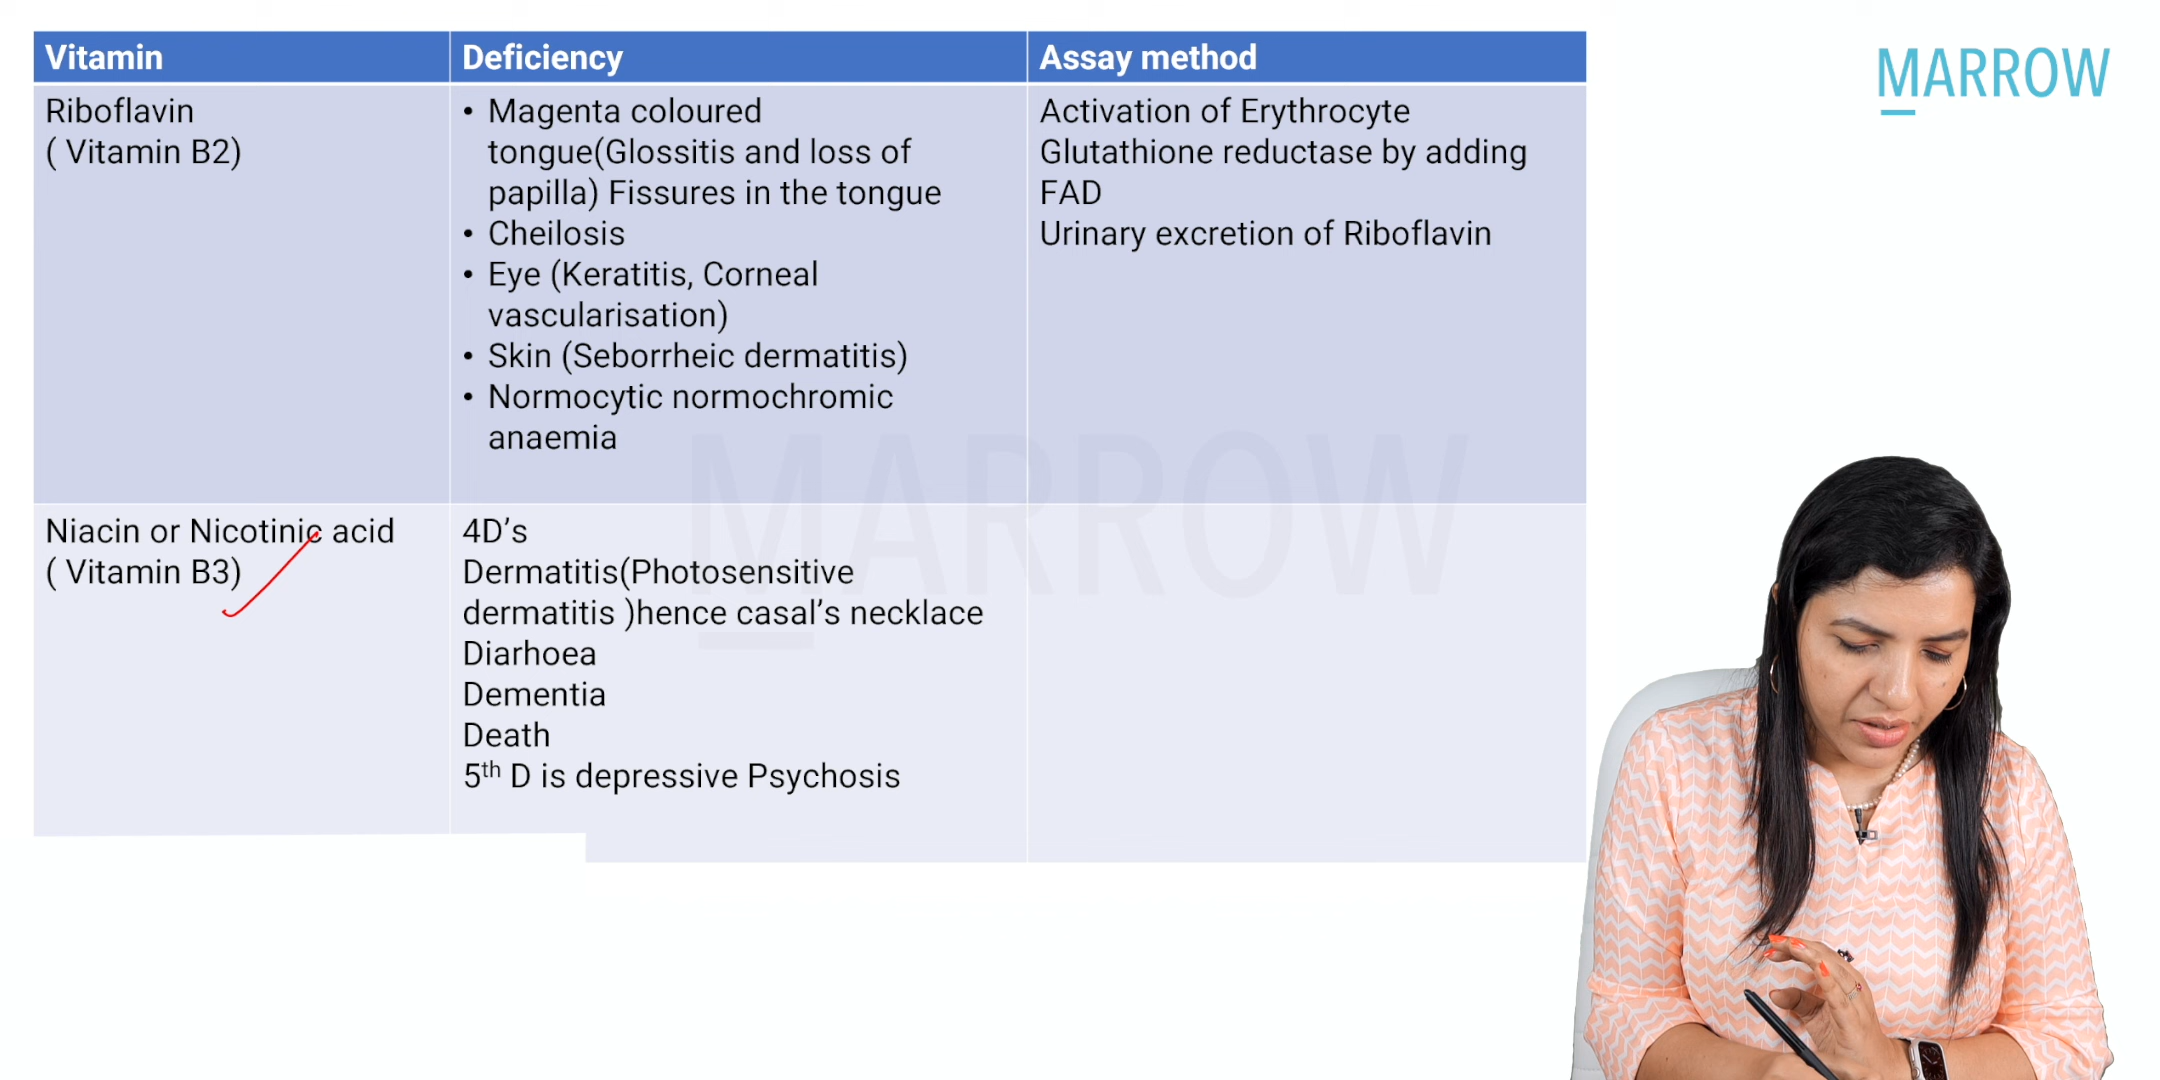 MARROW
Vitamin
Deficiency
Assay method
Riboflavin
( Vitamin B2)
• Magenta coloured
tongue(Glossitis and loss of
papilla) Fissures in the tongue
• Cheilosis
• Eye (Keratitis, Corneal
vascularisation)
• Skin (Seborrheic dermatitis)
• Normocytic normochromic
anaemia
Activation of Erythrocyte
Glutathione reductase by adding
FAD
Urinary excretion of Riboflavin
Niacin or Nicotinic acid
( Vitamin B3)
4D’s
Dermatitis(Photosensitive
dermatitis )hence casal’s necklace
Diarhoea
Dementia
Death
5th D is depressive Psychosis
MARROW